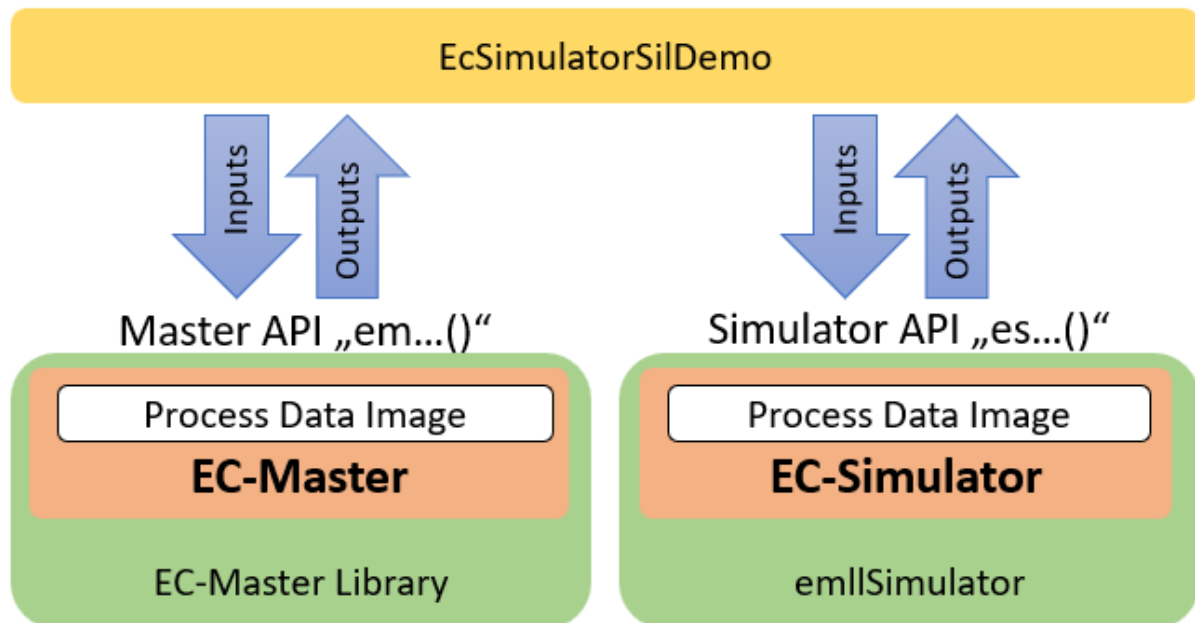 EcSimulatorSilDemo
Inputs
Outputs
Inputs
Outputs
Master API „em...()“
Simulator API „es...()“
Process Data Image
Process Data Image
EC-Master
EC-Simulator
EC-Master Library
emllSimulator